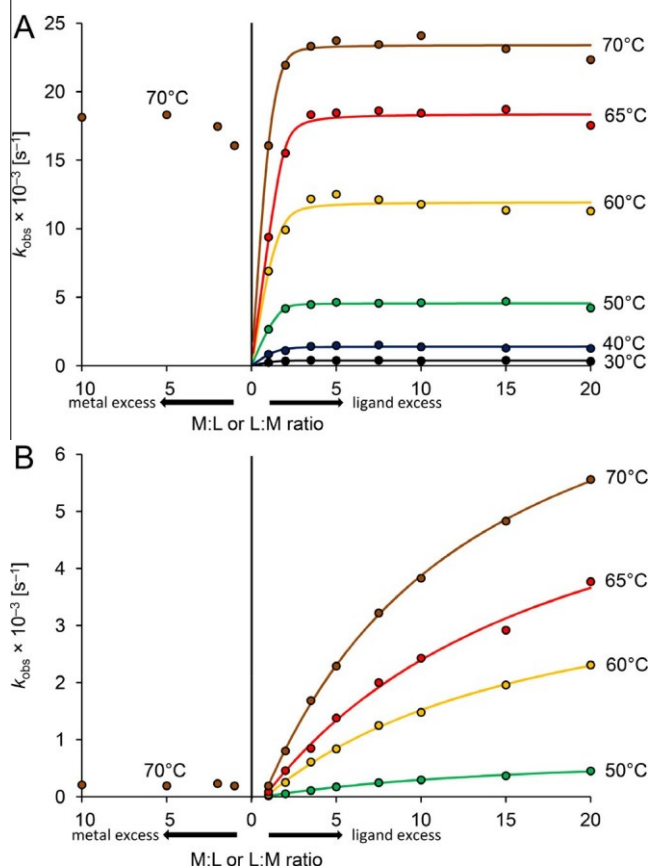 A
25
20
15
10
5
0
k_obs × 10⁻³ [s⁻¹]
70°C
70°C
65°C
60°C
50°C
40°C
30°C
10 5 0 5 10 15 20
metal excess ligand excess
M:L or L:M ratio
B
6
5
4
3
2
1
0
k_obs × 10⁻³ [s⁻¹]
70°C
70°C
65°C
60°C
50°C
10 5 0 5 10 15 20
metal excess ligand excess
M:L or L:M ratio